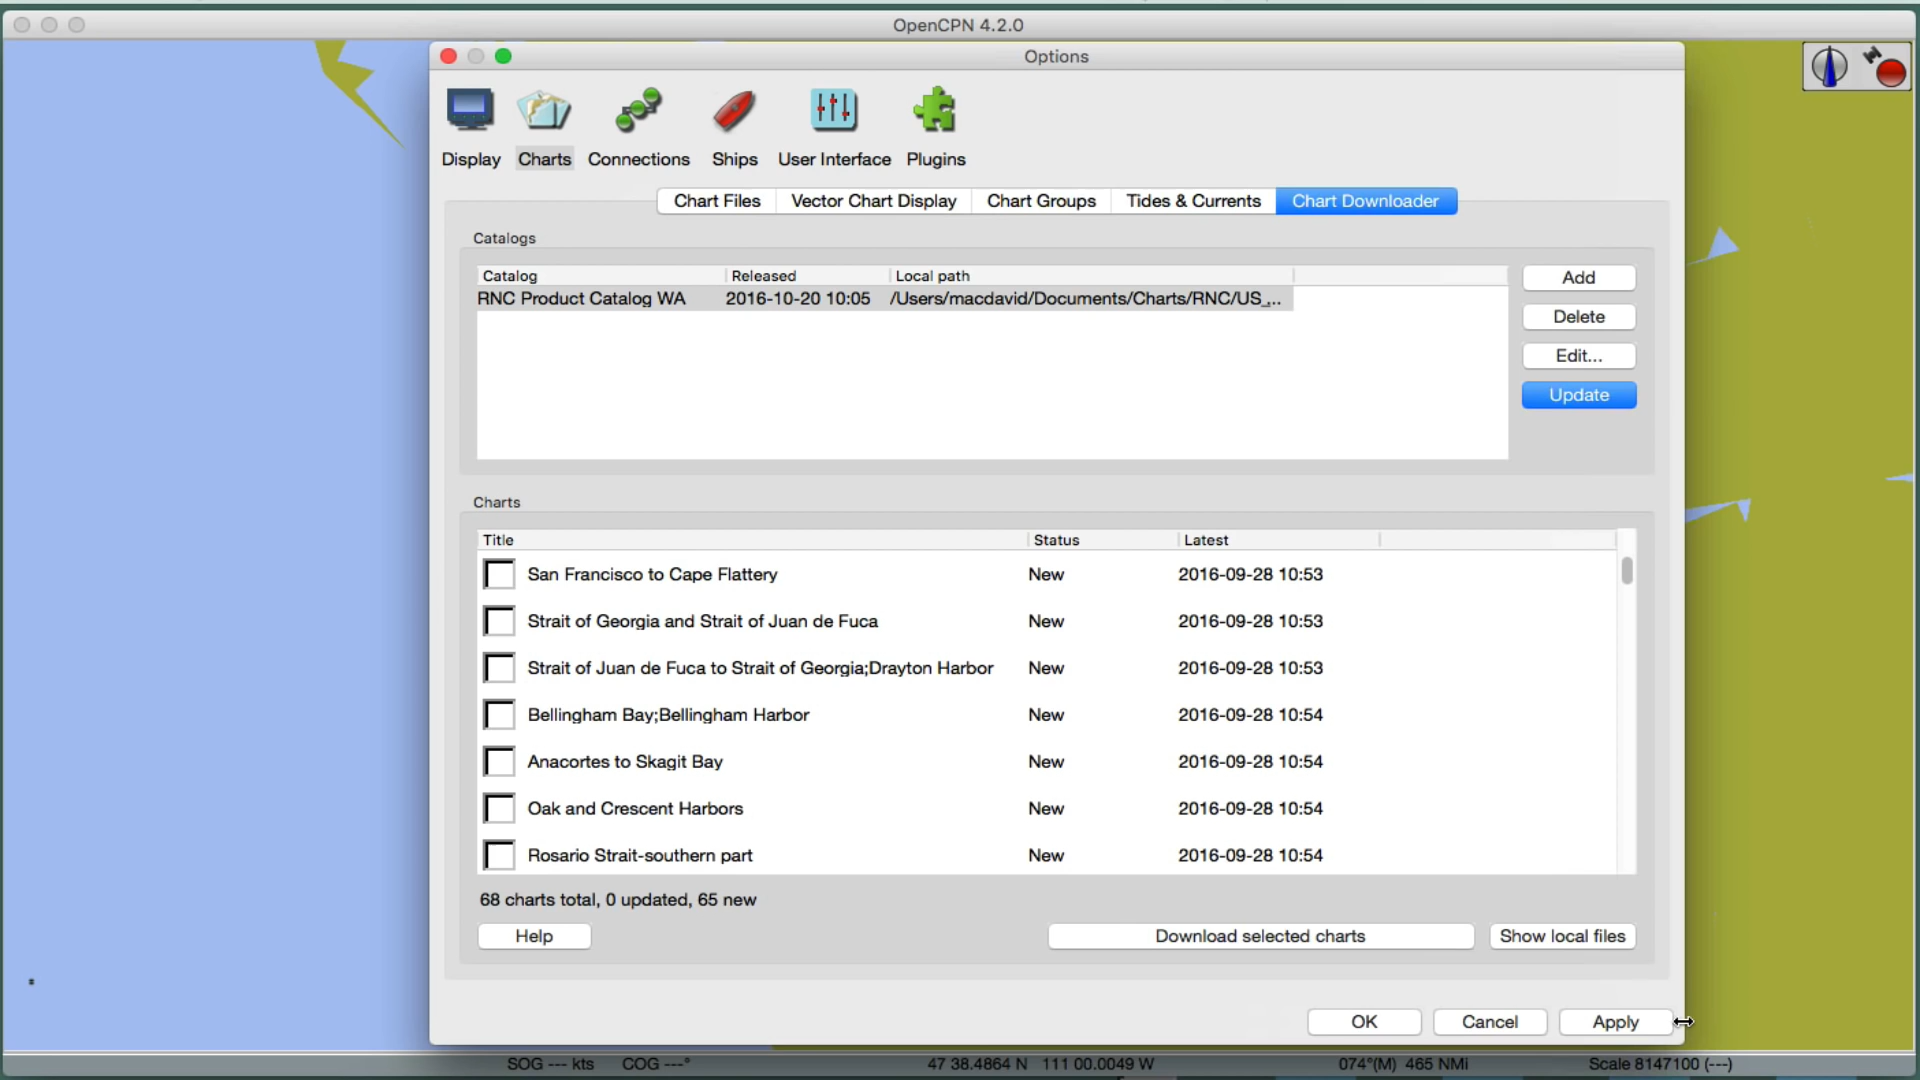 OpenCPN 4.2.0
Options
Display Charts Connections Ships User Interface Plugins
Chart Files Vector Chart Display Chart Groups Tides & Currents Chart Downloader
Catalogs
Catalog Released Local path
RNC Product Catalog WA 2016-10-20 10:05 /Users/macdavid/Documents/Charts/RNC/US_...
Add
Delete
Edit...
Update
Charts
Title Status Latest
San Francisco to Cape Flattery New 2016-09-28 10:53
Strait of Georgia and Strait of Juan de Fuca New 2016-09-28 10:53
Strait of Juan de Fuca to Strait of Georgia;Drayton Harbor New 2016-09-28 10:53
Bellingham Bay;Bellingham Harbor New 2016-09-28 10:54
Anacortes to Skagit Bay New 2016-09-28 10:54
Oak and Crescent Harbors New 2016-09-28 10:54
Rosario Strait-southern part New 2016-09-28 10:54
68 charts total, 0 updated, 65 new
Help Download selected charts Show local files
OK Cancel Apply
SOG --- kts COG ---° 47 38.4864 N 111 00.0049 W 074°(M) 465 NMi Scale 8147100 (---)